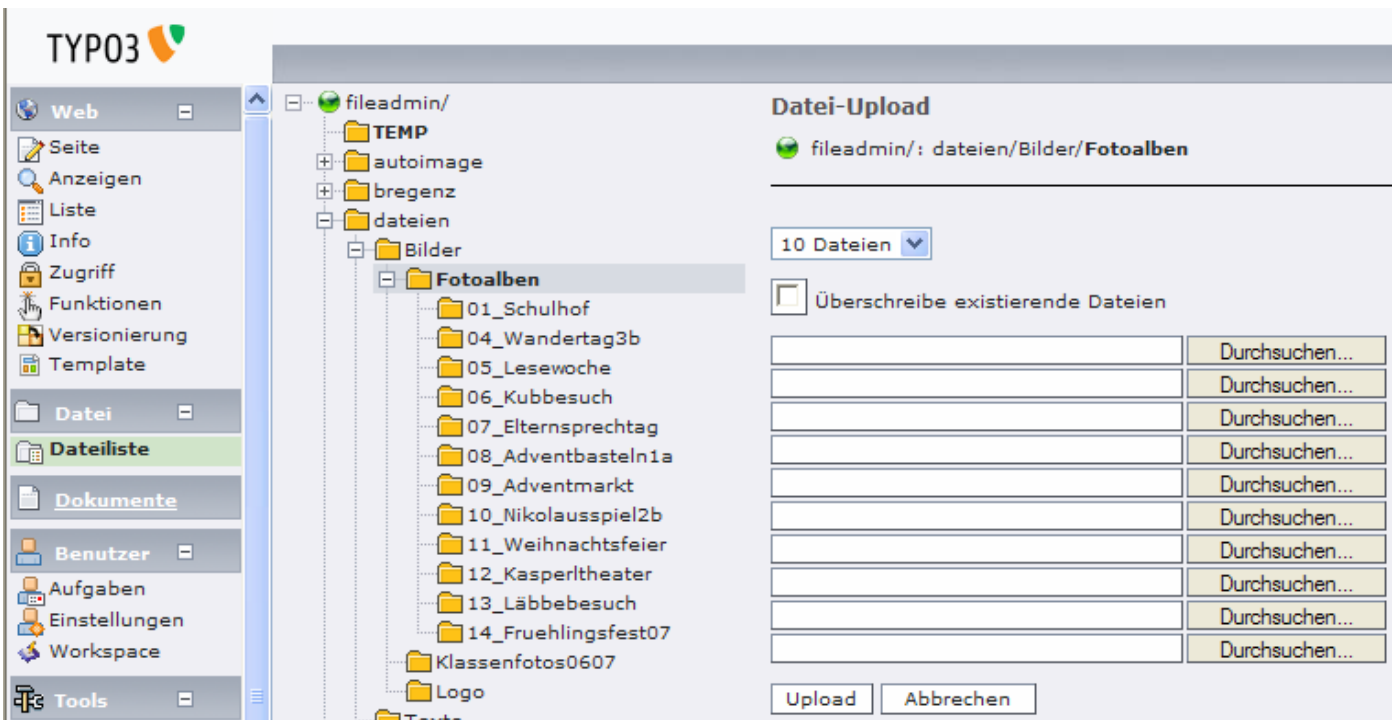 TYPO3
Web
Seite
Anzeigen
Liste
Info
Zugriff
Funktionen
Versionierung
Template
Datei
Dateiliste
Dokumente
Benutzer
Aufgaben
Einstellungen
Workspace
Tools
fileadmin/
TEMP
autoimage
bregenz
dateien
Bilder
Fotoalben
01_Schulhof
04_Wandertag3b
05_Lesewoche
06_Kubbesuch
07_Elternsprechtag
08_Adventbasteln1a
09_Adventmarkt
10_Nikolausspiel2b
11_Weihnachtsfeier
12_Kasperltheater
13_Läbbebesuch
14_Fruehlingsfest07
Klassenfotos0607
Logo
Texte
Datei-Upload
fileadmin/: dateien/Bilder/Fotoalben
10 Dateien
Überschreibe existierende Dateien
Durchsuchen...
Durchsuchen...
Durchsuchen...
Durchsuchen...
Durchsuchen...
Durchsuchen...
Durchsuchen...
Durchsuchen...
Durchsuchen...
Durchsuchen...
Upload Abbrechen